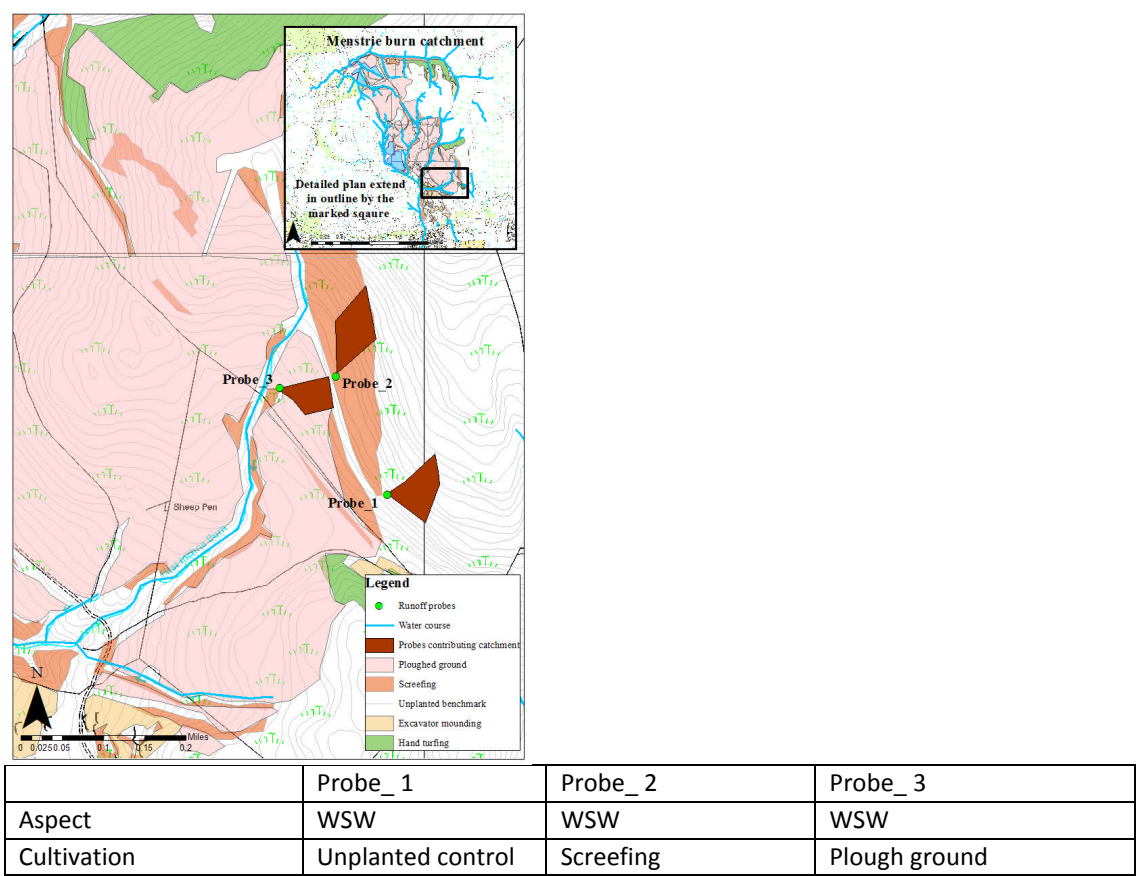 Menstrie burn catchment
Detailed plan extend
in outline by the
marked sqaure
Probe_3
Probe_2
Probe_1
Sheep Pen
Legend
Runoff probes
Water course
Probes contributing catchment
Ploughed ground
Screefing
Unplanted benchmark
Excavator mounding
Hand turfing
N
Miles
0 0.025 0.05 0.1 0.15 0.2
Probe_ 1 Probe_ 2 Probe_ 3
Aspect WSW WSW WSW
Cultivation Unplanted control Screefing Plough ground